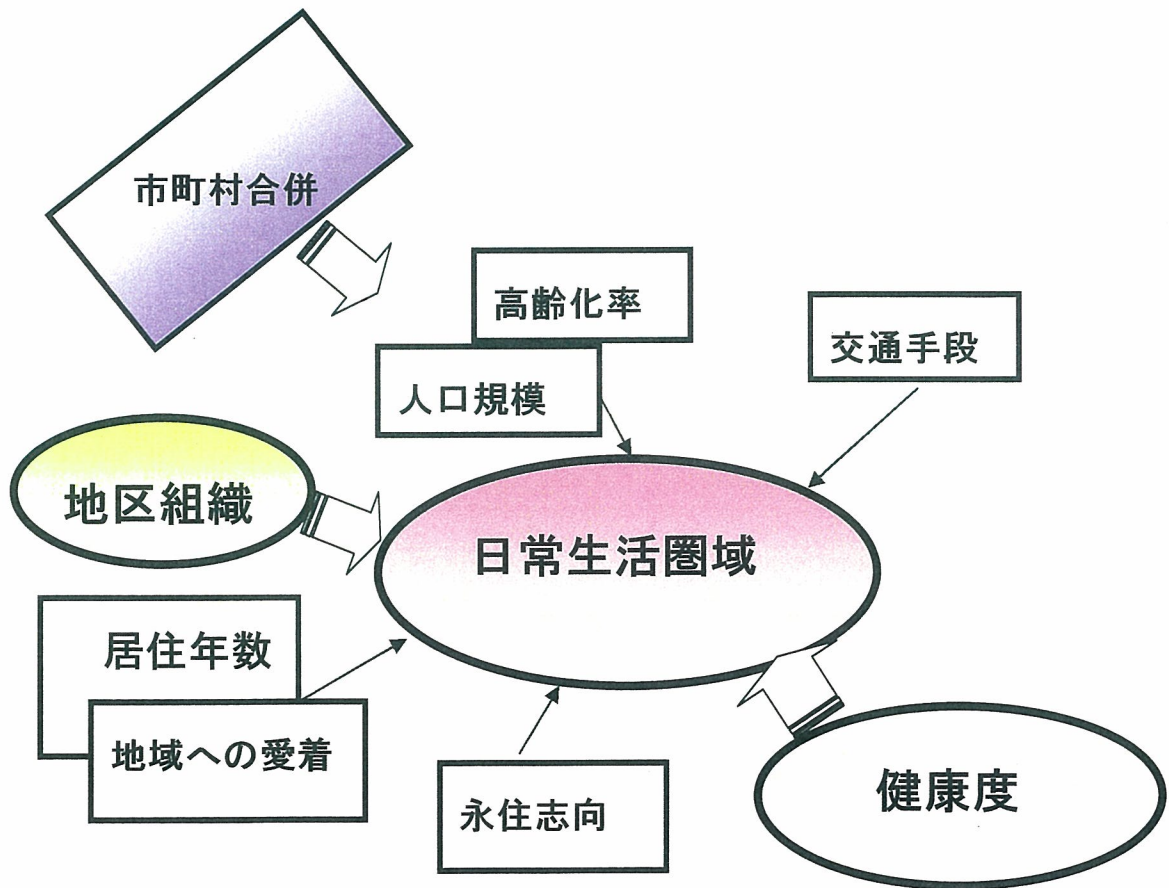 市町村合併
高齢化率
交通手段
人口規模
地区組織
日常生活圏域
居住年数
地域への愛着
永住志向
健康度